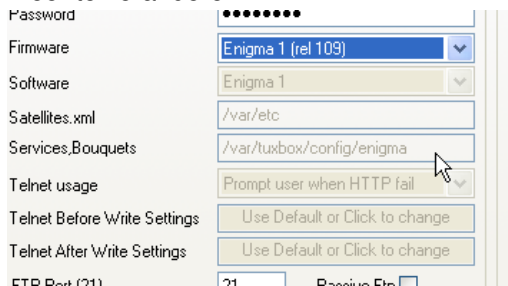 Password ●●●●●●●●
Firmware Enigma 1 (rel 109)
Software Enigma 1
Satellites.xml /var/etc
Services,Bouquets /var/tuxbox/config/enigma
Telnet usage Prompt user when HTTP fail
Telnet Before Write Settings Use Default or Click to change
Telnet After Write Settings Use Default or Click to change
FTP Port (21) 21 Passive Ftp